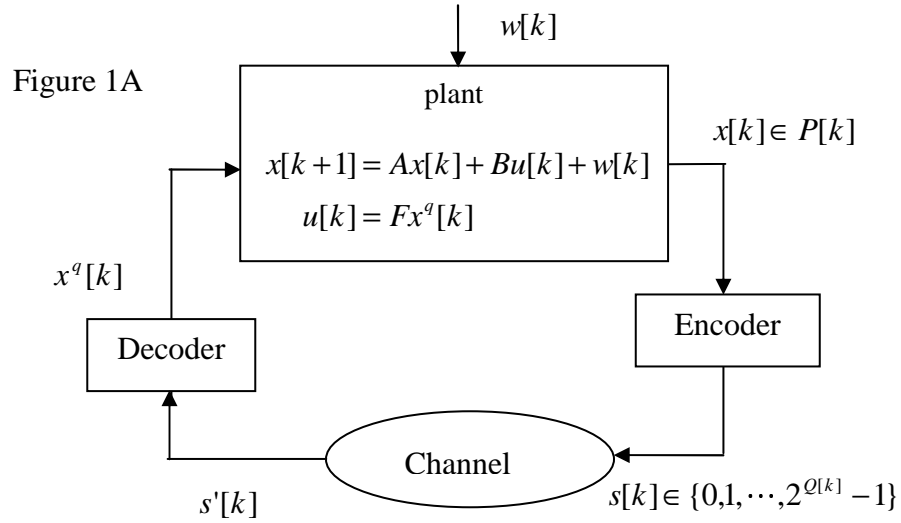 w[k]
Figure 1A
plant
x[k+1] = Ax[k] + Bu[k] + w[k]
u[k] = Fx^q[k]
x[k] ∈ P[k]
x^q[k]
Decoder
Encoder
Channel
s'[k]
s[k] ∈ {0,1,⋯,2^{Q[k]} −1}